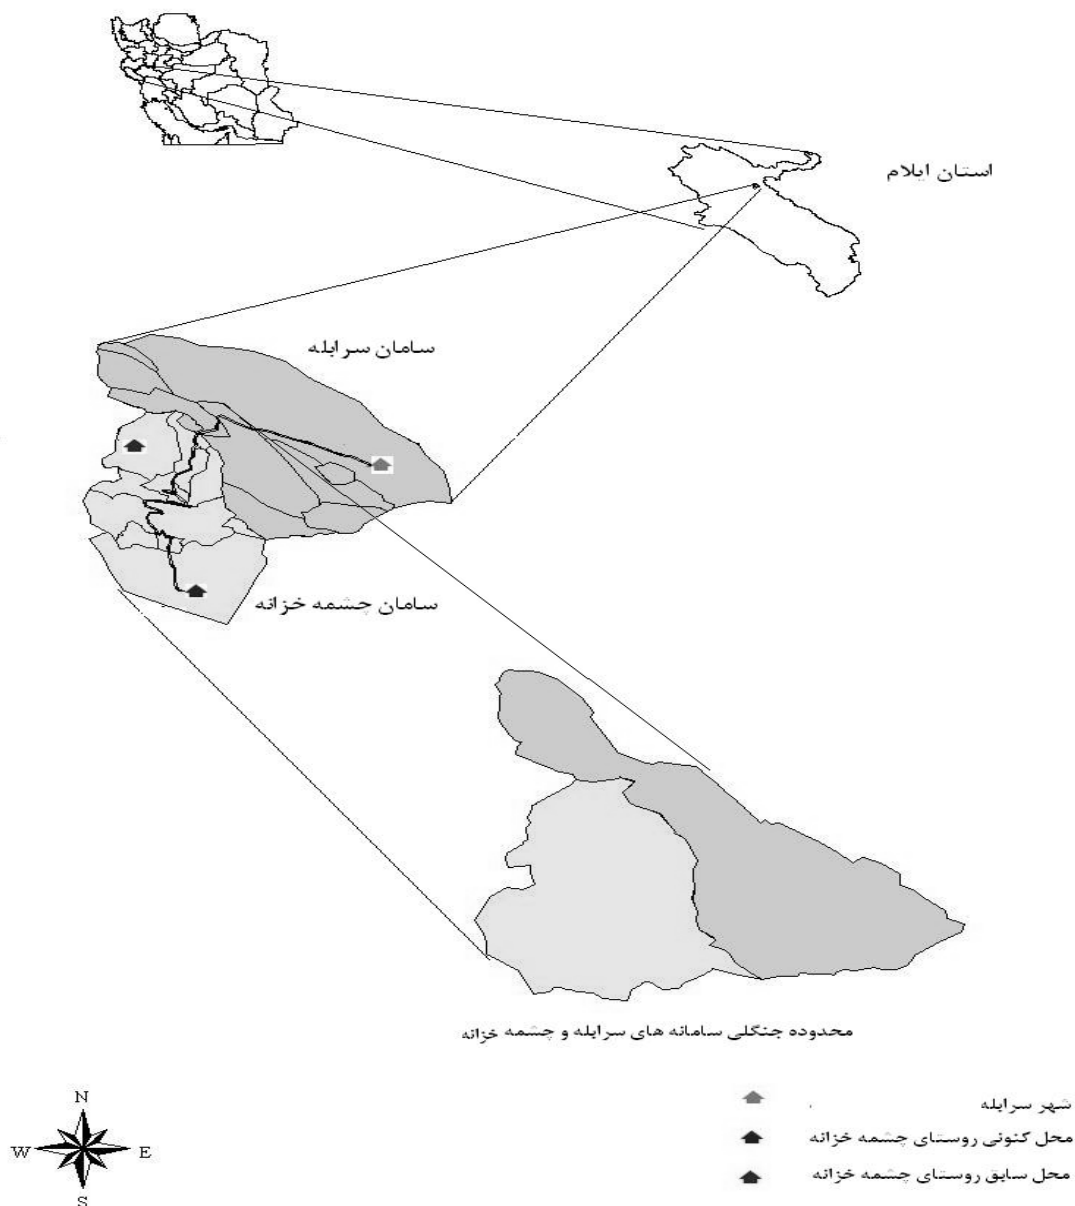 استان ایلام
سامان سرابله
سامان چشمه خزانه
محدوده جنگلی سامانه های سرابله و چشمه خزانه
N
W E
S
شهر سرابله
محل کنونی روستای چشمه خزانه
محل سابق روستای چشمه خزانه